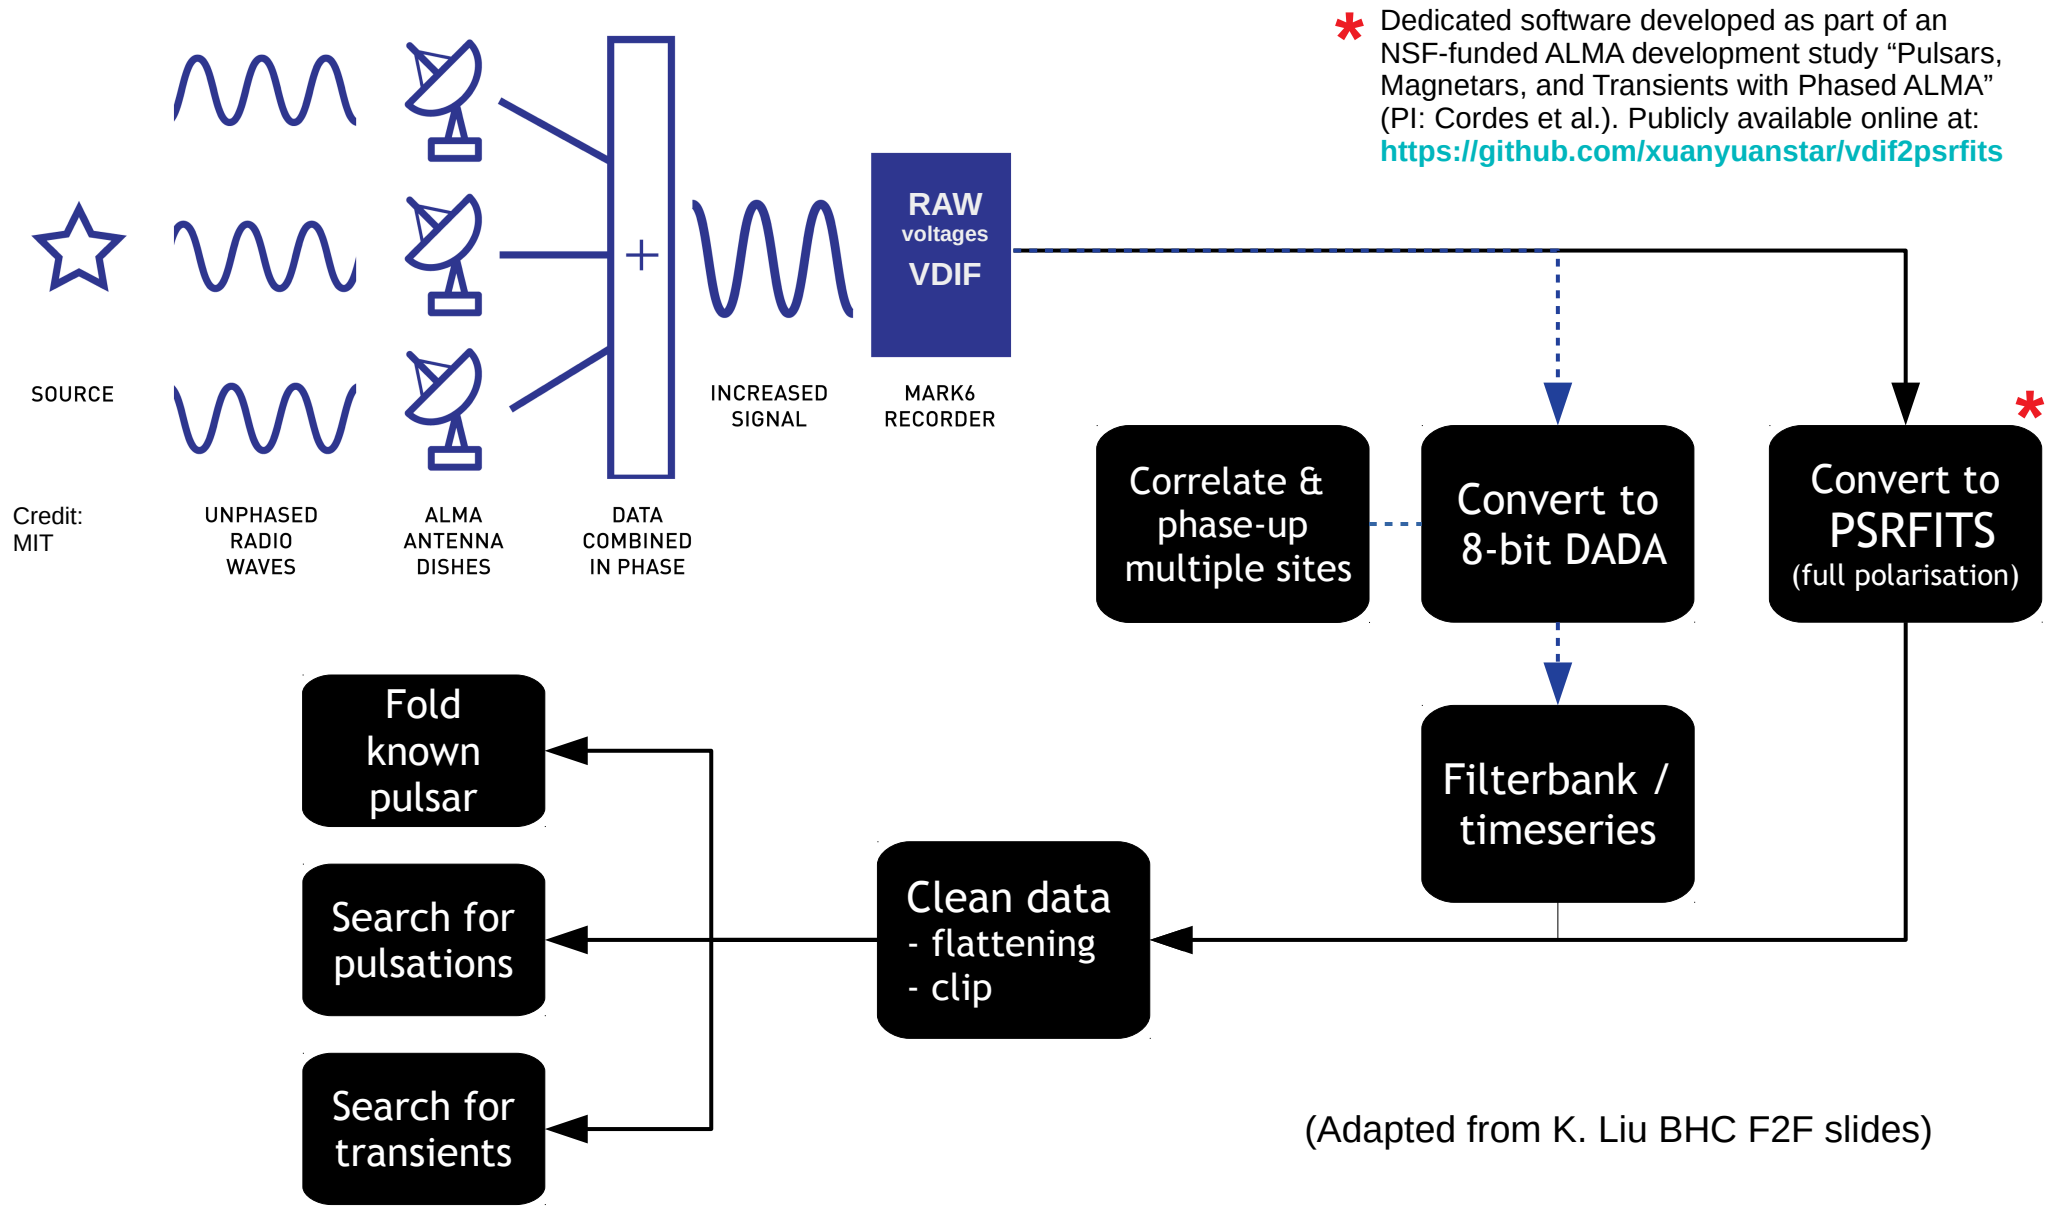 * Dedicated software developed as part of an
NSF-funded ALMA development study “Pulsars,
Magnetars, and Transients with Phased ALMA”
(PI: Cordes et al.). Publicly available online at:
https://github.com/xuanyuanstar/vdif2psrfits
+
RAW
voltages
VDIF
SOURCE
INCREASED
SIGNAL
MARK6
RECORDER
*
Credit:
MIT
UNPHASED
RADIO
WAVES
ALMA
ANTENNA
DISHES
DATA
COMBINED
IN PHASE
Correlate &
phase-up
multiple sites
Convert to
8-bit DADA
Convert to
PSRFITS
(full polarisation)
Fold
known
pulsar
Filterbank /
timeseries
Search for
pulsations
Clean data
- flattening
- clip
Search for
transients
(Adapted from K. Liu BHC F2F slides)